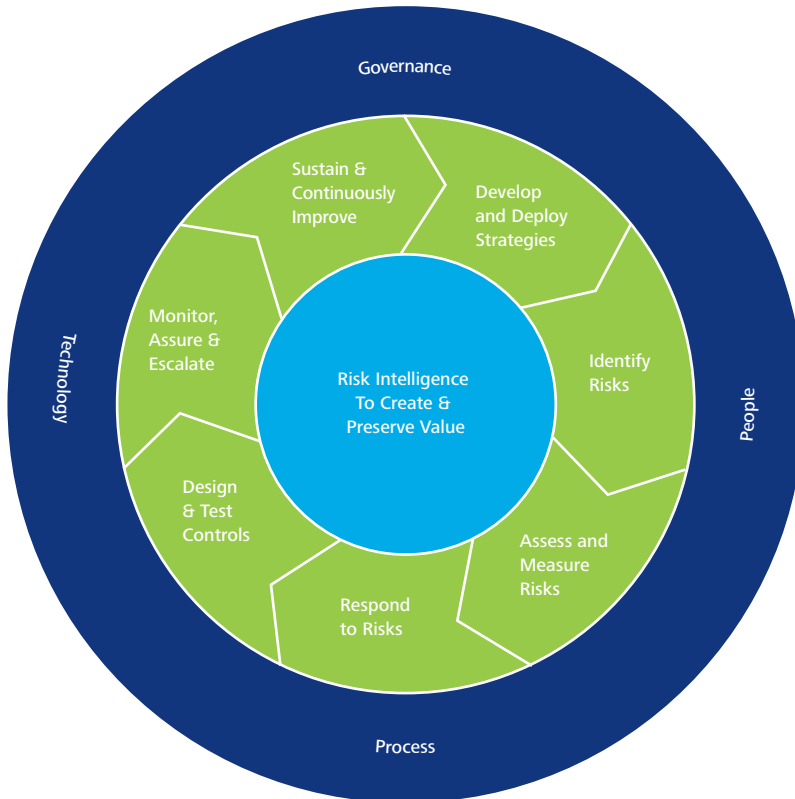 Governance
Sustain &
Continuously
Improve
Develop
and Deploy
Strategies
Monitor,
Assure &
Escalate
Technology
Identify
Risks
People
Risk Intelligence
To Create &
Preserve Value
Design
& Test
Controls
Assess and
Measure
Risks
Respond
to Risks
Process